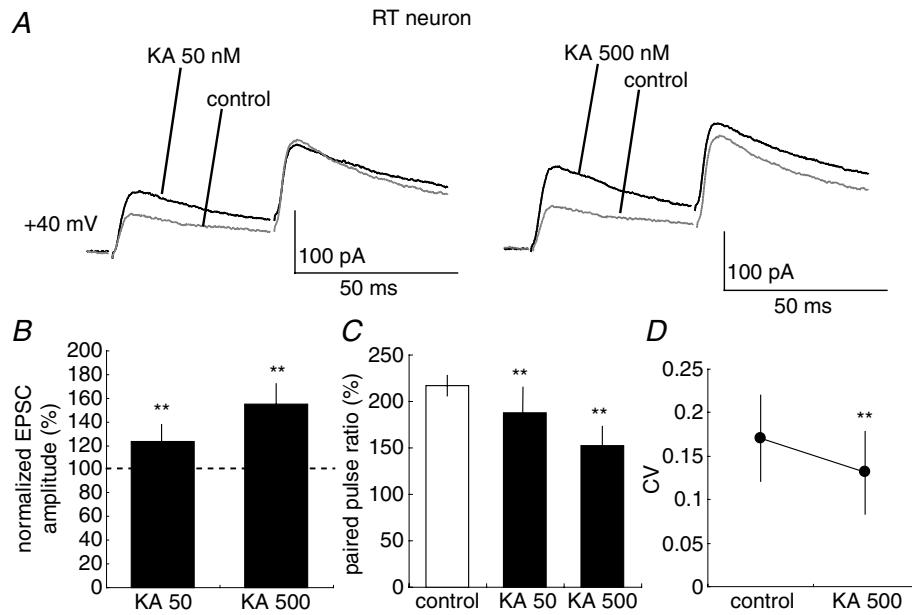 A
RT neuron
KA 50 nM
control
+40 mV
100 pA
50 ms
KA 500 nM
control
100 pA
50 ms
B
normalized EPSC
amplitude (%)
200
180
160
140
120
100
80
60
40
20
0
**
**
KA 50
KA 500
C
paired pulse ratio (%)
250
200
150
100
50
0
**
**
control
KA 50
KA 500
D
CV
0.25
0.2
0.15
0.1
0.05
0
**
control
KA 500